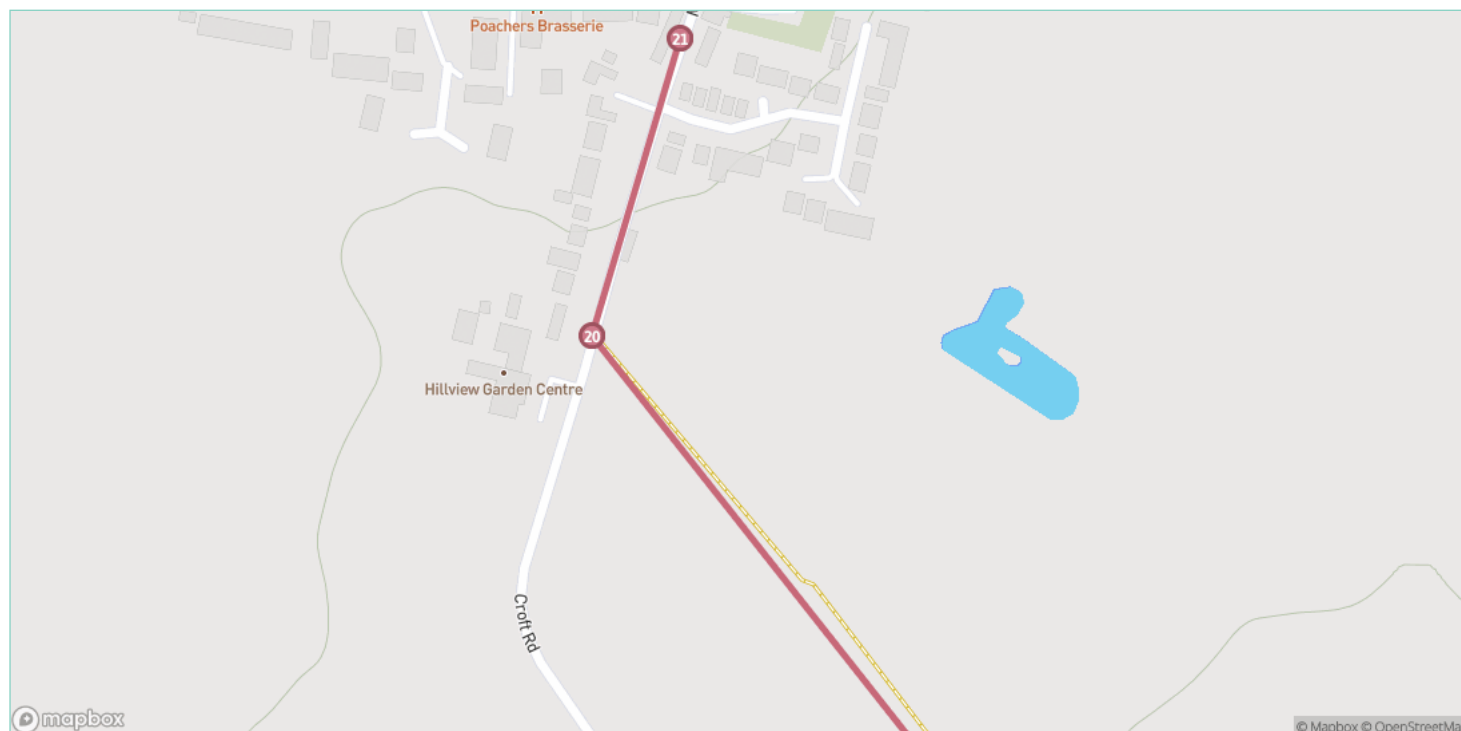 Poachers Brasserie
21
20
Hillview Garden Centre
Croft Rd
mapbox
© Mapbox © OpenStreetMa